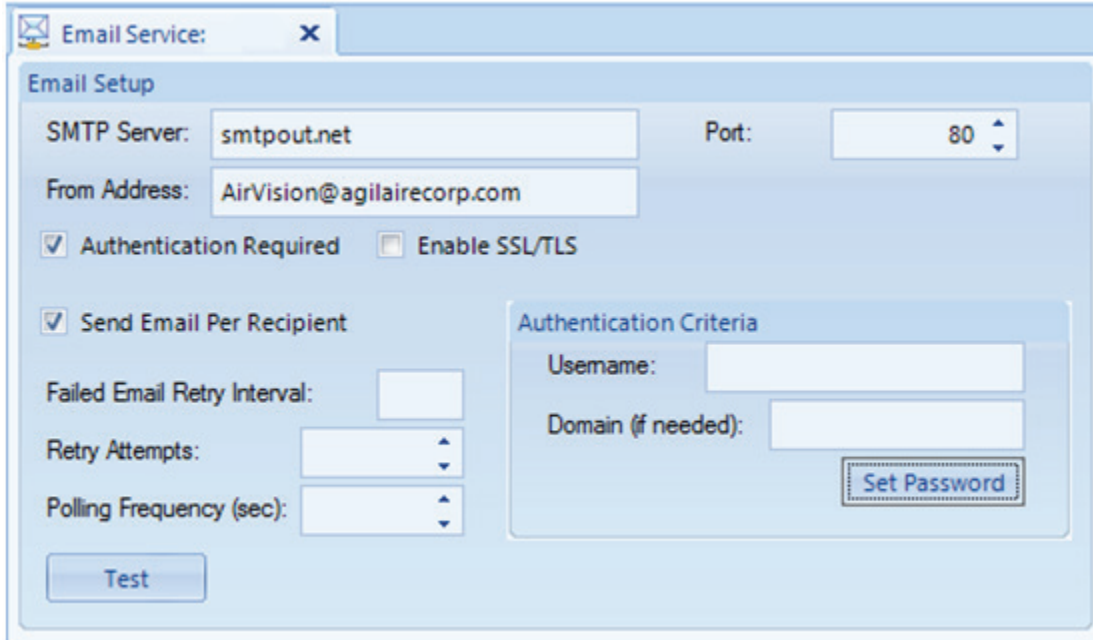 Email Service:
Email Setup
SMTP Server: smtpout.net Port: 80
From Address: AirVision@agilairecorp.com
Authentication Required Enable SSL/TLS
Send Email Per Recipient
Authentication Criteria
Username:
Failed Email Retry Interval:
Domain (if needed):
Retry Attempts:
Set Password
Polling Frequency (sec):
Test